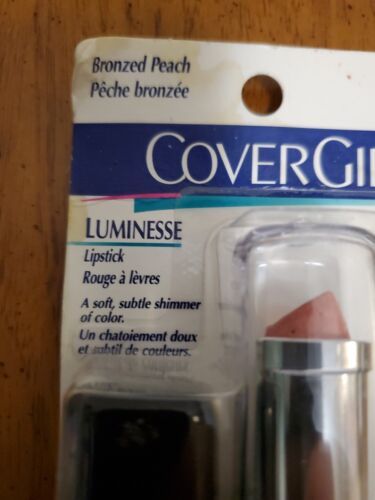 Bronzed Peach
Pêche bronzée
COVERGI
LUMINESSE
Lipstick
Rouge à lèvres
A soft, subtle shimmer
of color.
Un chatoiement doux
et subtil de couleurs.